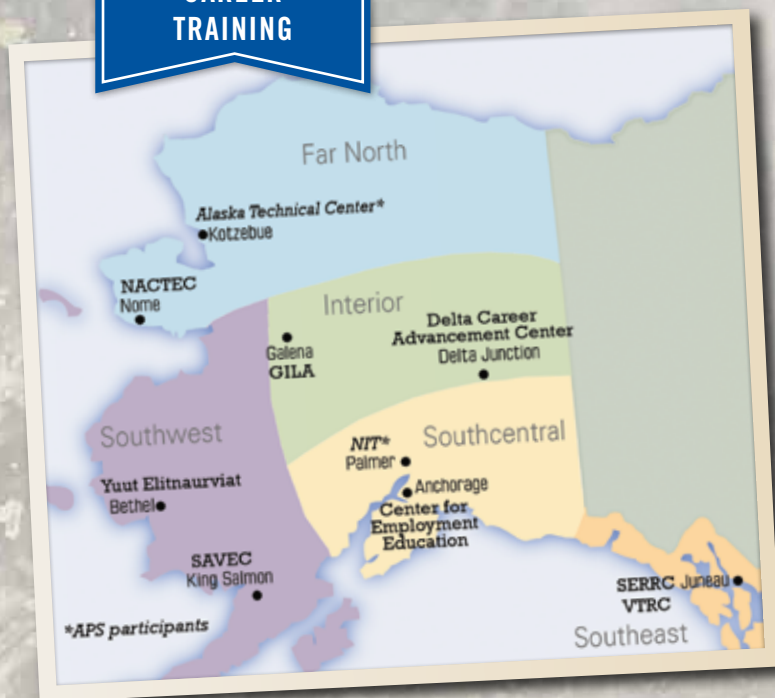 TRAINING
Far North
Alaska Technical Center*
Kotzebue
NACTEC
Nome
Interior
Delta Career
Advancement Center
Delta Junction
Galena
GILA
Southwest
NIT*
Palmer
Southcentral
Yuut Elitnaurviat
Bethel
Anchorage
Center for
Employment
Education
SAVEC
King Salmon
SERRC Juneau
VTRC
*APS participants
Southeast